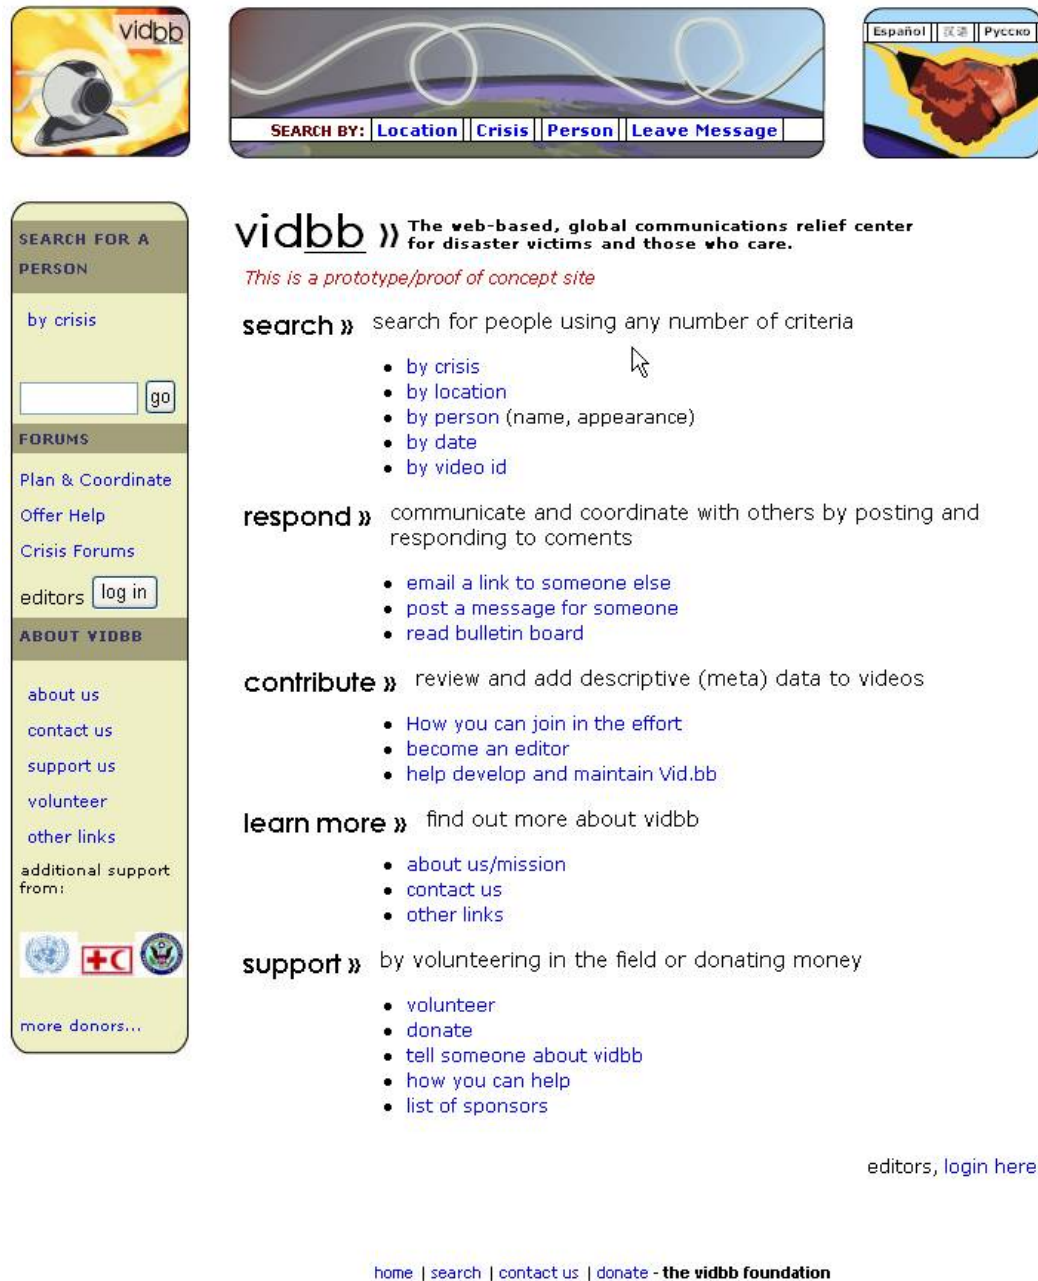 vidbb
SEARCH BY: Location Crisis Person Leave Message
Español 汉语 Русско
SEARCH FOR A
PERSON
by crisis
go
FORUMS
Plan & Coordinate
Offer Help
Crisis Forums
editors log in
ABOUT VIDBB
about us
contact us
support us
volunteer
other links
additional support
from:
more donors...
vidbb » The web-based, global communications relief center
for disaster victims and those who care.
This is a prototype/proof of concept site
search » search for people using any number of criteria
• by crisis
• by location
• by person (name, appearance)
• by date
• by video id
respond » communicate and coordinate with others by posting and
responding to coments
• email a link to someone else
• post a message for someone
• read bulletin board
contribute » review and add descriptive (meta) data to videos
• How you can join in the effort
• become an editor
• help develop and maintain Vid.bb
learn more » find out more about vidbb
• about us/mission
• contact us
• other links
support » by volunteering in the field or donating money
• volunteer
• donate
• tell someone about vidbb
• how you can help
• list of sponsors
editors, login here
home | search | contact us | donate - the vidbb foundation